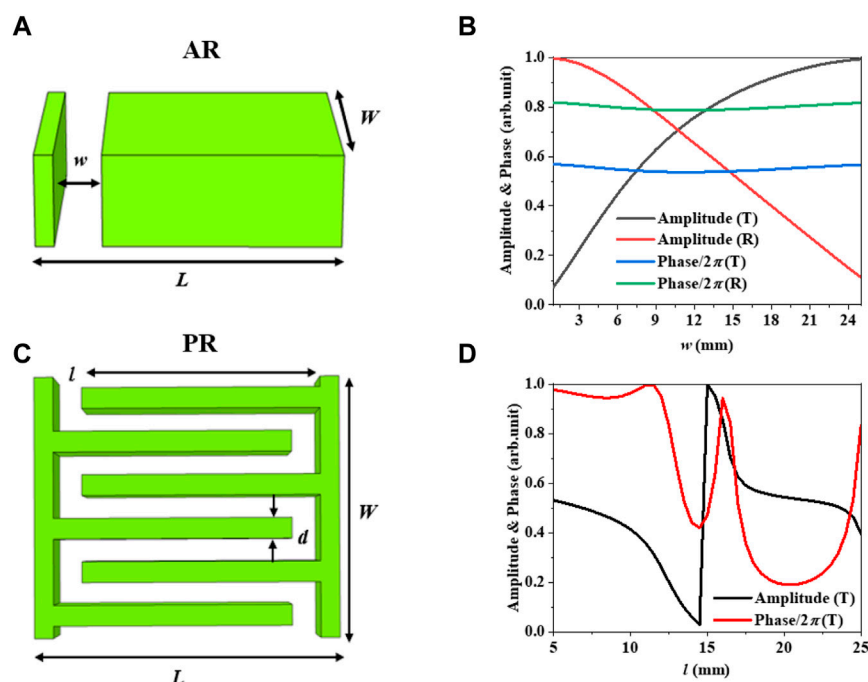 A
AR
W
w
L
B
Amplitude & Phase (arb.unit)
1.0
0.8
0.6
0.4
0.2
0.0
Amplitude (T)
Amplitude (R)
Phase/2π(T)
Phase/2π(R)
3 6 9 12 15 18 21 24
w (mm)
C
PR
l
W
d
L
D
Amplitude & Phase (arb.unit)
1.0
0.8
0.6
0.4
0.2
0.0
Amplitude (T)
Phase/2π(T)
5 10 15 20 25
l (mm)